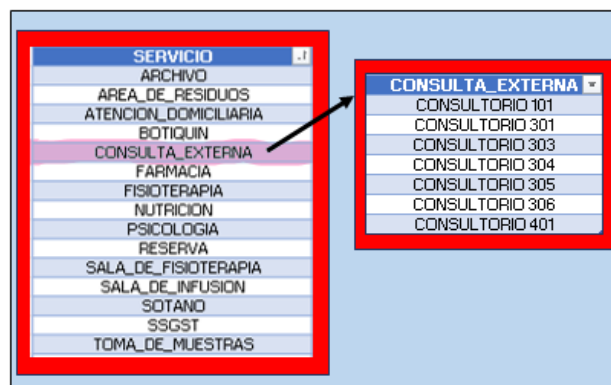 SERVICIO
ARCHIVO
AREA_DE_RESIDUOS
ATENCION_DOMICILIARIA
BOTIQUIN
CONSULTA_EXTERNA
FARMACIA
FISIOTERAPIA
NUTRICION
PSICOLOGIA
RESERVA
SALA_DE_FISIOTERAPIA
SALA_DE_INFUSION
SOTANO
SSGST
TOMA_DE_MUESTRAS
CONSULTA_EXTERNA
CONSULTORIO 101
CONSULTORIO 301
CONSULTORIO 303
CONSULTORIO 304
CONSULTORIO 305
CONSULTORIO 306
CONSULTORIO 401